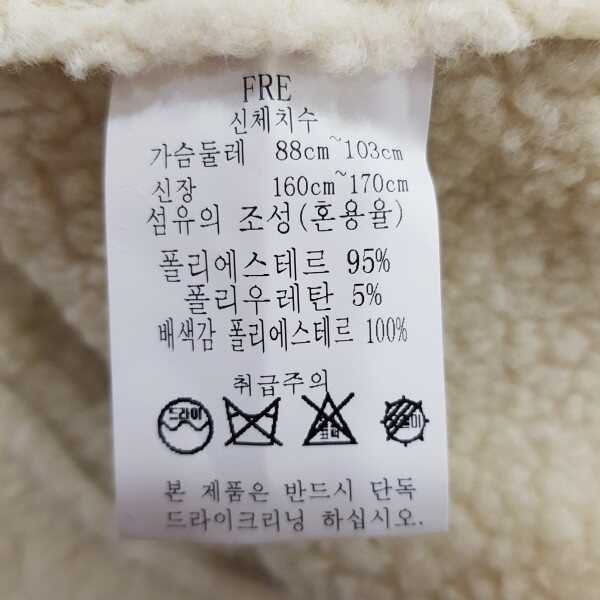 FRE
신체치수
가슴둘레 88cm~103cm
신장 160cm~170cm
섬유의 조성(혼용율)
폴리에스테르 95%
폴리우레탄 5%
배색감 폴리에스테르 100%
취급주의
드라이
표백
본 제품은 반드시 단독
드라이크리닝 하십시오.